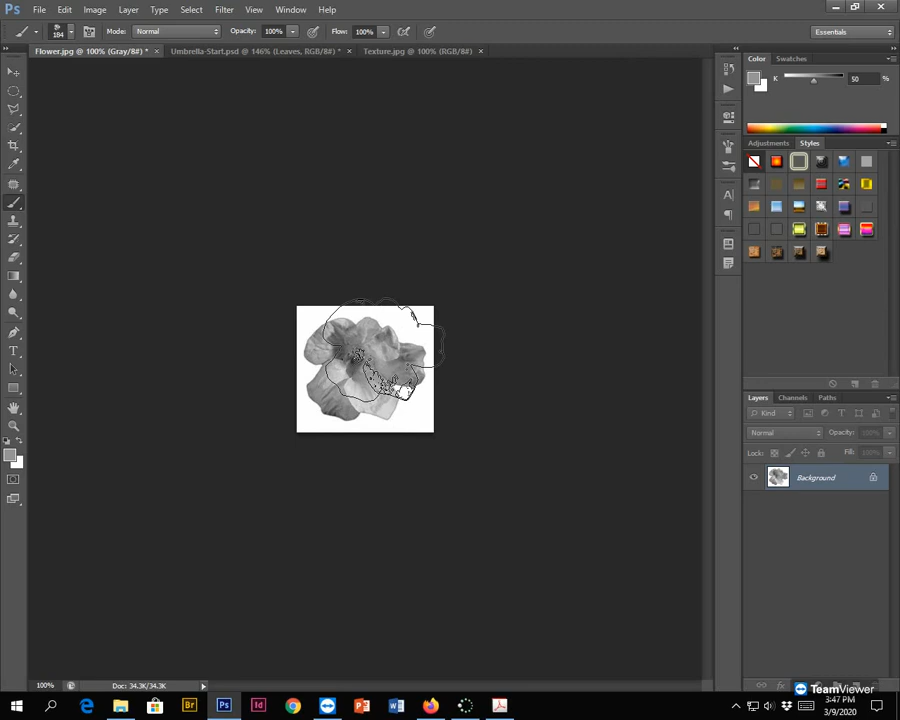 Ps File Edit Image Layer Type Select Filter View Window Help
184 Mode: Normal Opacity: 100% Flow: 100% Essentials
Flower.jpg @ 100% (Gray/8#) * × Umbrella-Start.psd @ 146% (Leaves, RGB/8#) * × Texture.jpg @ 100% (RGB/8#) ×
Color Swatches
K 50 %
Adjustments Styles
Layers Channels Paths
Kind
Normal Opacity: 100%
Lock: Fill: 100%
Background
100% Doc: 34.3K/34.3K
TeamViewer
3:47 PM
3/9/2020